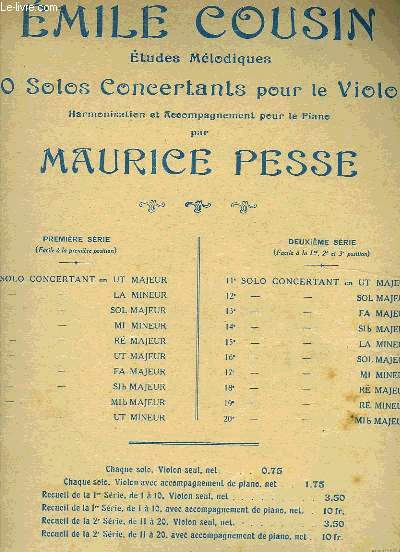 www.le-livre.com
EMILE COUSIN
Études Mélodiques
0 Solos Concertants pour le Violo
Harmonisation et Accompagnement pour le Piano
par
MAURICE PESSE
PREMIÈRE SÉRIE
(Facile à la première position)
SOLO CONCERTANT en UT MAJEUR
— — LA MINEUR
— — SOL MAJEUR
— — MI MINEUR
— — RÉ MAJEUR
— — UT MAJEUR
— — FA MAJEUR
— — SIb MAJEUR
— — MIb MAJEUR
— — UT MINEUR
DEUXIÈME SÉRIE
(Facile à la 1re, 2e et 3e position)
11e SOLO CONCERTANT en UT MAJEU
12e — — SOL MAJEU
13e — — FA MAJEU
14e — — SIb MAJEU
15e — — LA MINEU
16e — — SOL MAJEU
17e — — MI MINEU
18e — — RÉ MAJEU
19e — — RÉ MINEU
20e — — MIb MAJEU
Chaque solo, Violon seul, net . . 0.75
Chaque solo, Violon avec accompagnement de piano, net 1.75
Recueil de la 1re Série, de 1 à 10, Violon seul, net . . . . 3.50
Recueil de la 1re Série, de 1 à 10, avec accompagnement de piano, net . 10 fr.
Recueil de la 2e Série, de 11 à 20, Violon seul, net . . . . 3.50
Recueil de la 2e Série, de 11 à 20, avec accompagnement de piano, net . 10 fr.